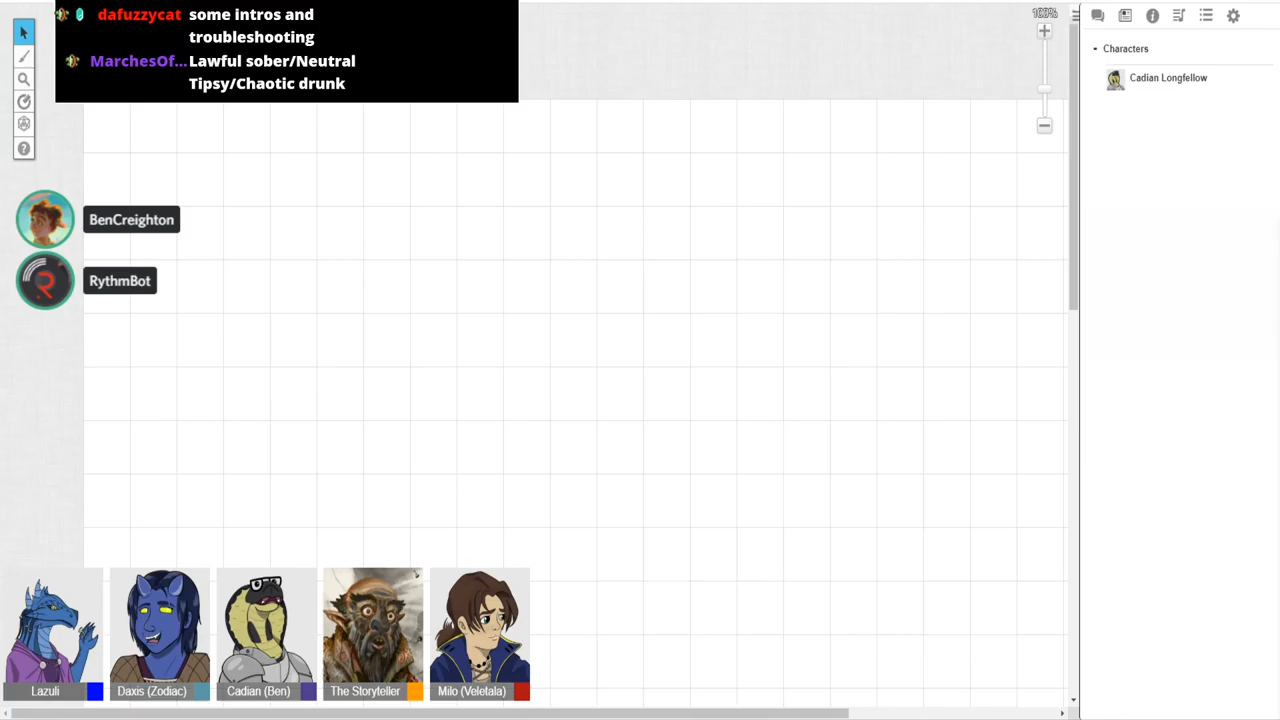 dafuzzycat some intros and
troubleshooting
MarchesOf... Lawful sober/Neutral
Tipsy/Chaotic drunk
100%
Characters
Cadian Longfellow
BenCreighton
RythmBot
Lazuli
Daxis (Zodiac)
Cadian (Ben)
The Storyteller
Milo (Veletala)